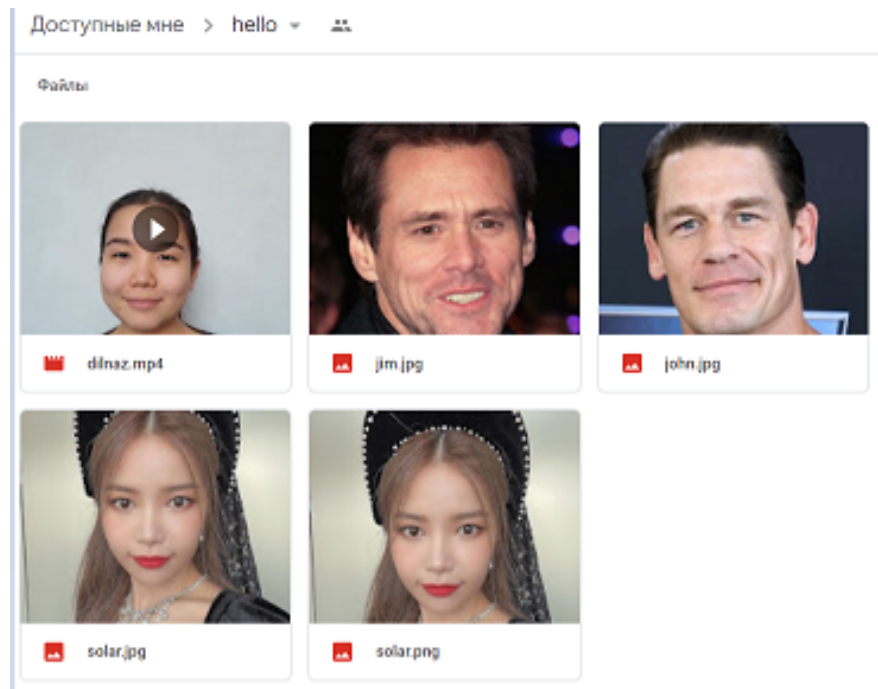 Доступные мне > hello
Файлы
dilnaz.mp4
jim.jpg
john.jpg
solar.jpg
solar.png